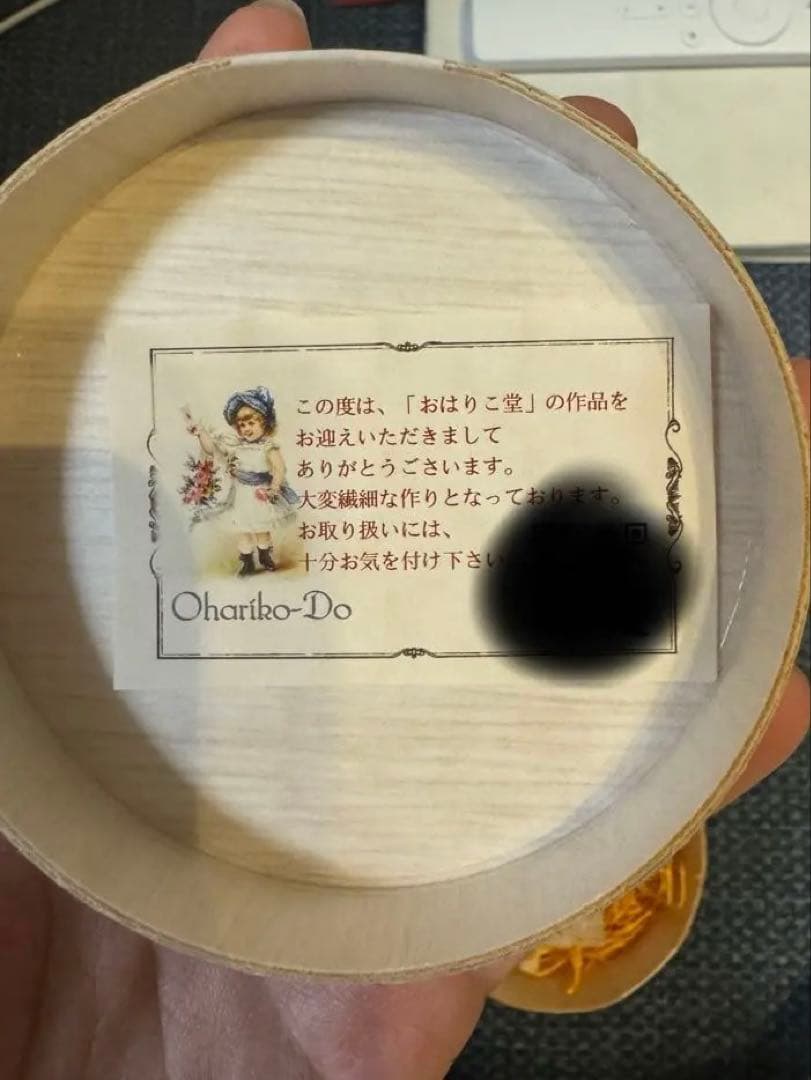 この度は、「おはりこ堂」の作品を
お迎えいただきまして
ありがとうございます。
大変繊細な作りとなっております。
お取り扱いには、
十分お気を付け下さい
Ohariko-Do